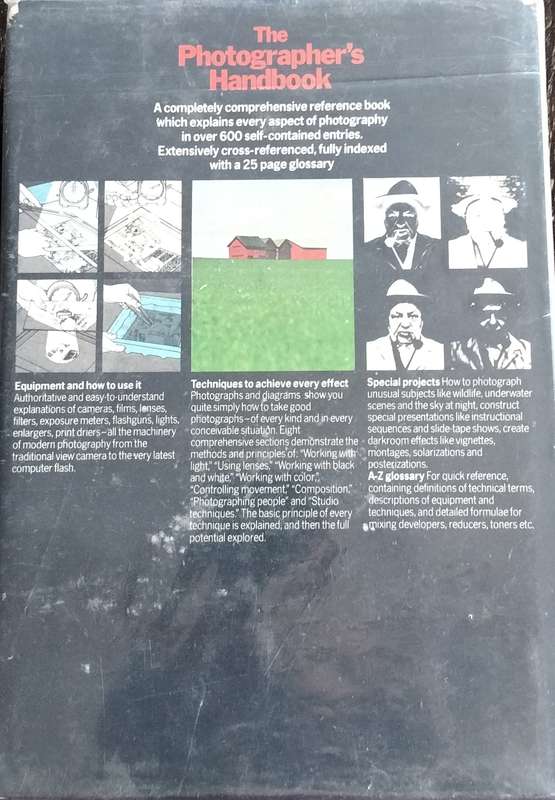 The
Photographer's
Handbook
A completely comprehensive reference book
which explains every aspect of photography
in over 600 self-contained entries.
Extensively cross-referenced, fully indexed
with a 25 page glossary
Equipment and how to use it
Authoritative and easy-to-understand
explanations of cameras, films, lenses,
filters, exposure meters, flashguns, lights,
enlargers, print driers–all the machinery
of modern photography from the
traditional view camera to the very latest
computer flash.
Techniques to achieve every effect
Photographs and diagrams show you
quite simply how to take good
photographs–of every kind and in every
conceivable situation. Eight
comprehensive sections demonstrate the
methods and principles of: "Working with
light," "Using lenses," "Working with black
and white," "Working with color,"
"Controlling movement," "Composition,"
"Photographing people" and "Studio
techniques." The basic principle of every
technique is explained, and then the full
potential explored.
Special projects How to photograph
unusual subjects like wildlife, underwater
scenes and the sky at night, construct
special presentations like instructional
sequences and slide-tape shows, create
darkroom effects like vignettes,
montages, solarizations and
posterizations.
A-Z glossary For quick reference,
containing definitions of technical terms,
descriptions of equipment and
techniques, and detailed formulae for
mixing developers, reducers, toners etc.